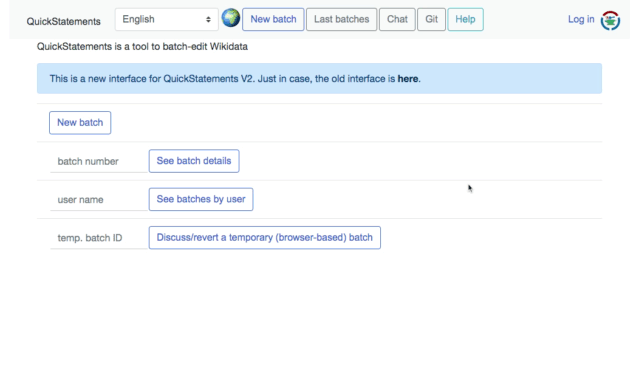 QuickStatements English New batch Last batches Chat Git Help Log in
QuickStatements is a tool to batch-edit Wikidata
This is a new interface for QuickStatements V2. Just in case, the old interface is here.
New batch
batch number See batch details
user name See batches by user
temp. batch ID Discuss/revert a temporary (browser-based) batch